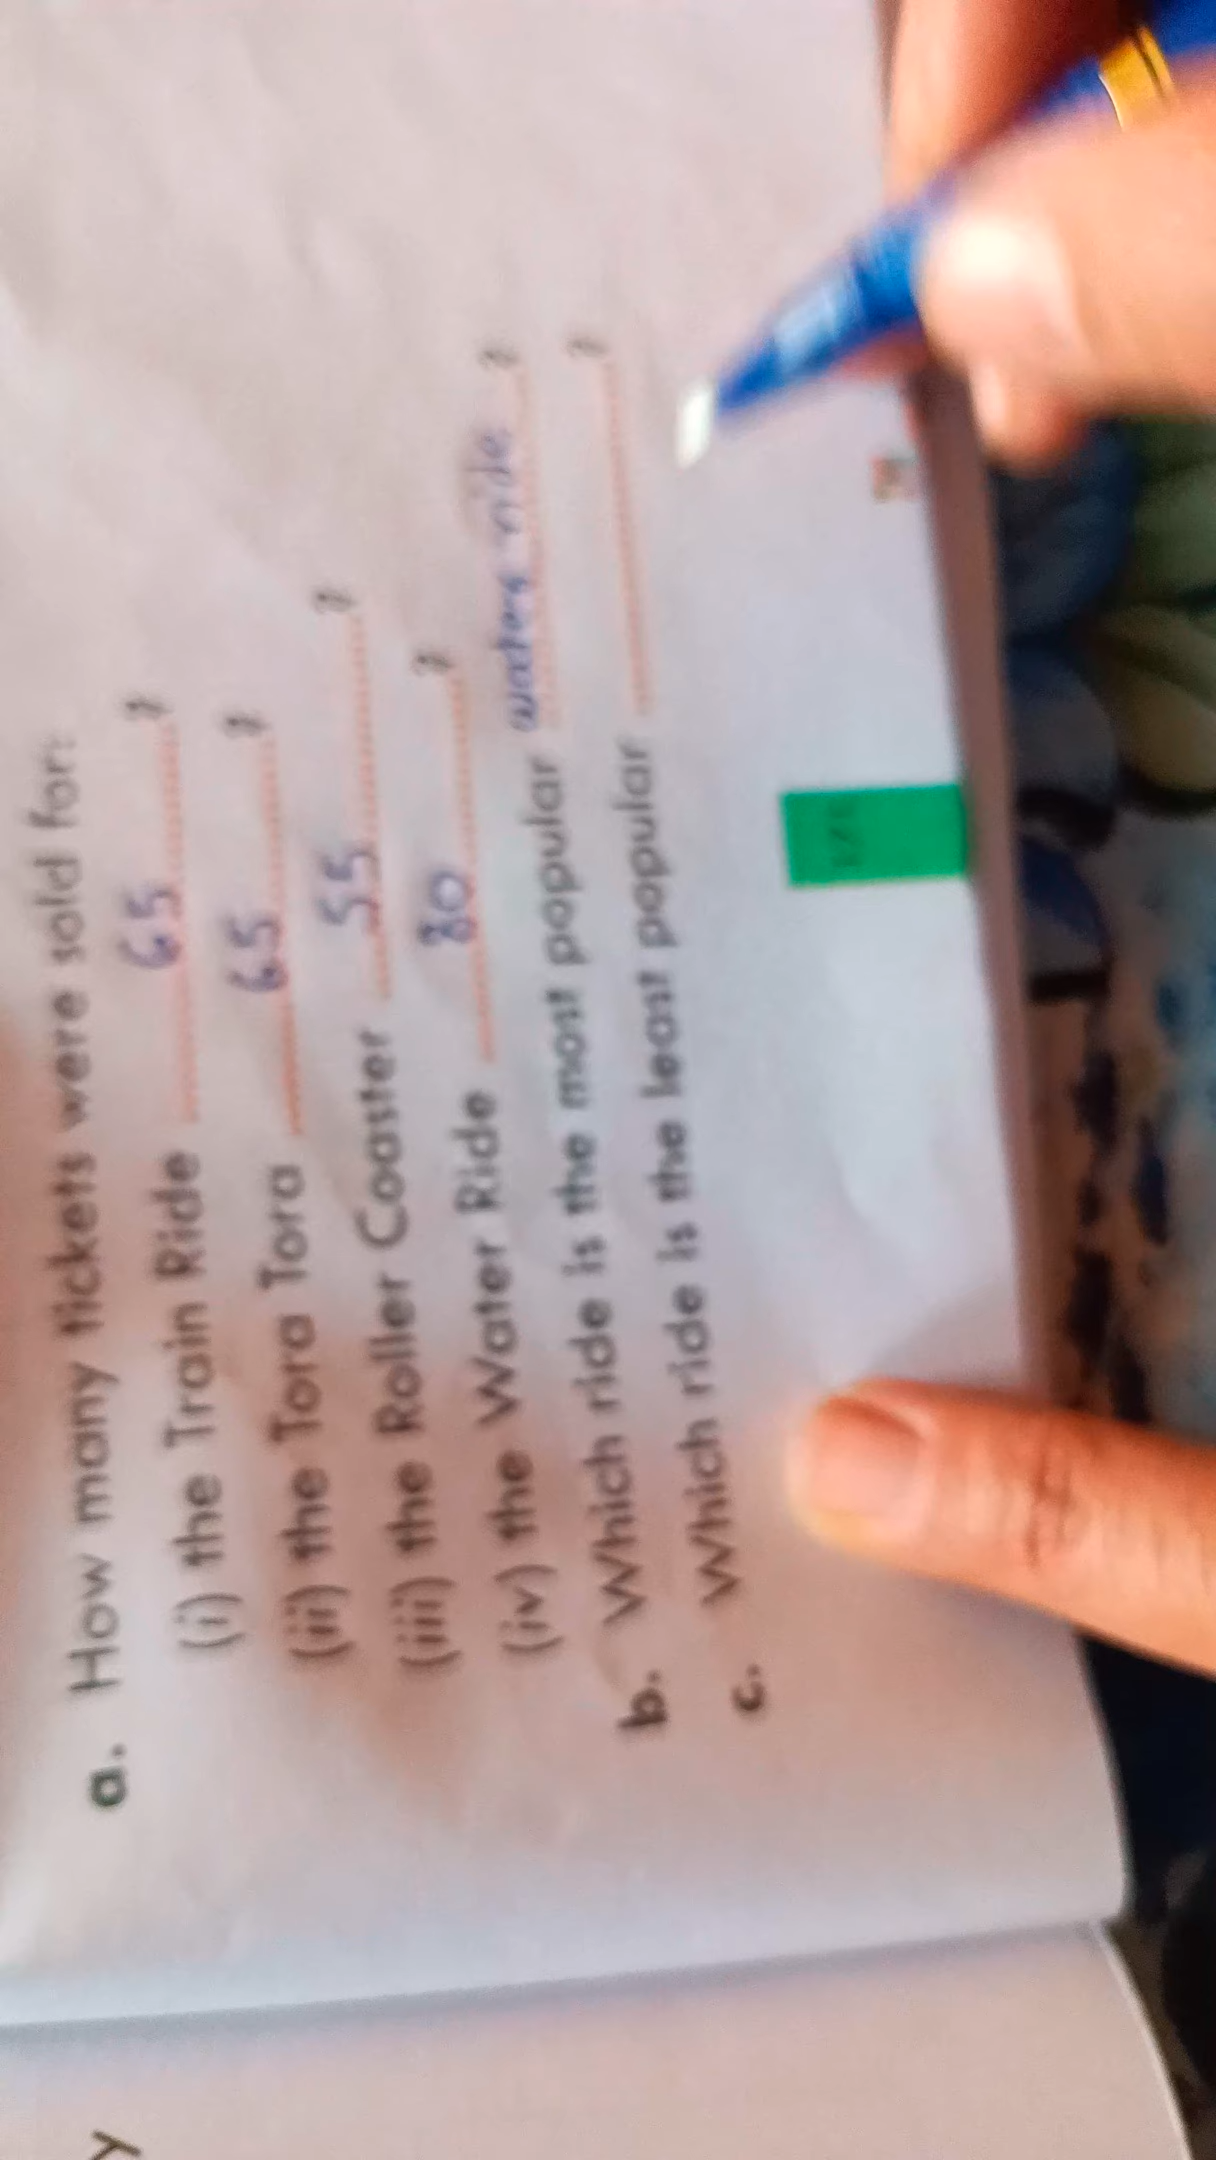 a. How many tickets were sold for:
(i) the Train Ride 65 ?
(ii) the Tora Tora 65 ?
(iii) the Roller Coaster 55 ?
(iv) the Water Ride 80 ?
b. Which ride is the most popular water ride ?
c. Which ride is the least popular ?
y